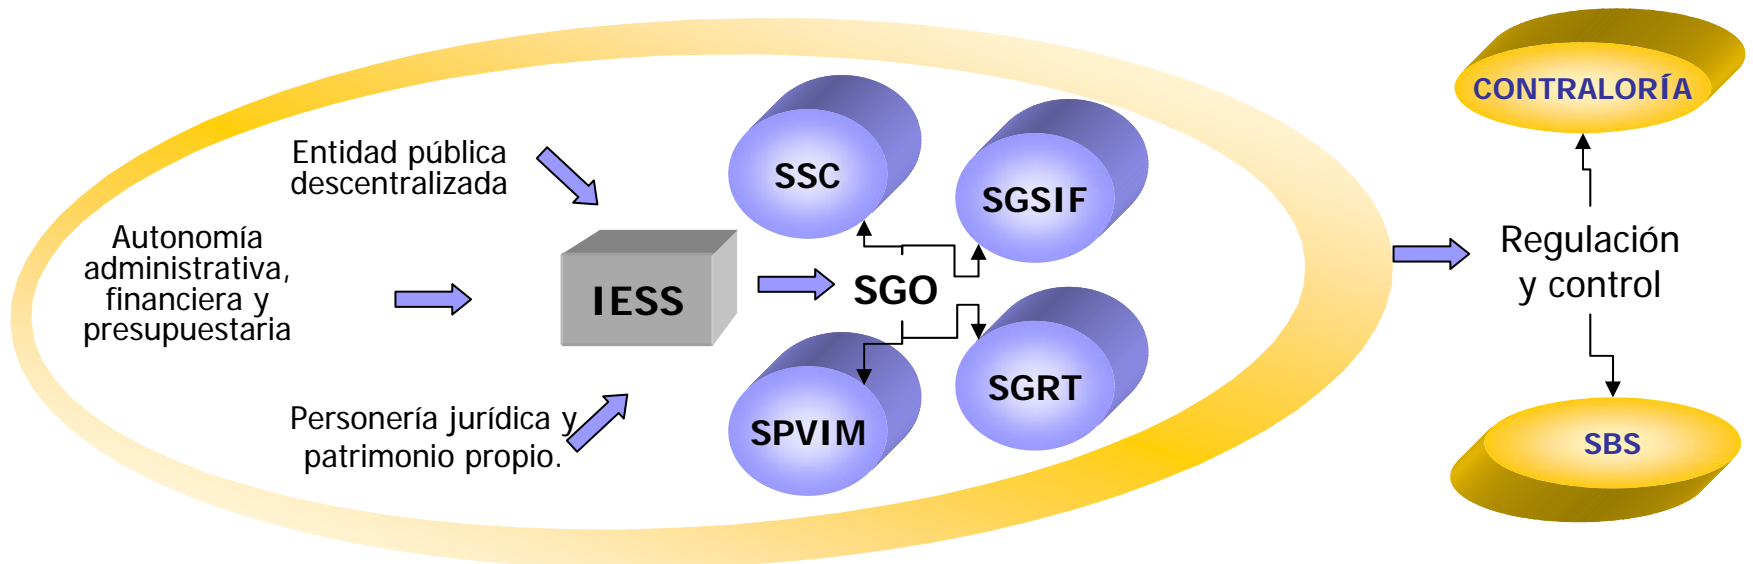 Entidad pública
descentralizada
Autonomía
administrativa,
financiera y
presupuestaria
Personería jurídica y
patrimonio propio.
IESS
SGO
SSC
SGSIF
SPVIM
SGRT
Regulación
y control
CONTRALORÍA
SBS